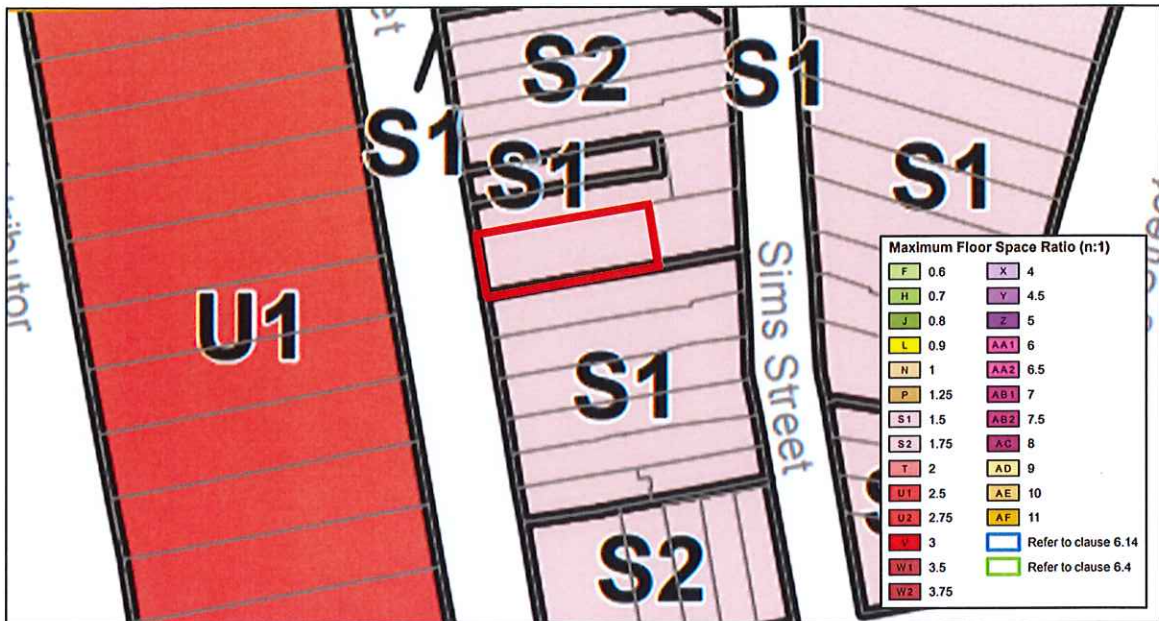 S2
S1
S1
S1
S1
U1
S1
S2
Sims Street
Maximum Floor Space Ratio (n:1)
F 0.6
H 0.7
J 0.8
L 0.9
N 1
P 1.25
S1 1.5
S2 1.75
T 2
U1 2.5
U2 2.75
V 3
W1 3.5
W2 3.75
X 4
Y 4.5
Z 5
AA1 6
AA2 6.5
AB1 7
AB2 7.5
AC 8
AD 9
AE 10
AF 11
Refer to clause 6.14
Refer to clause 6.4